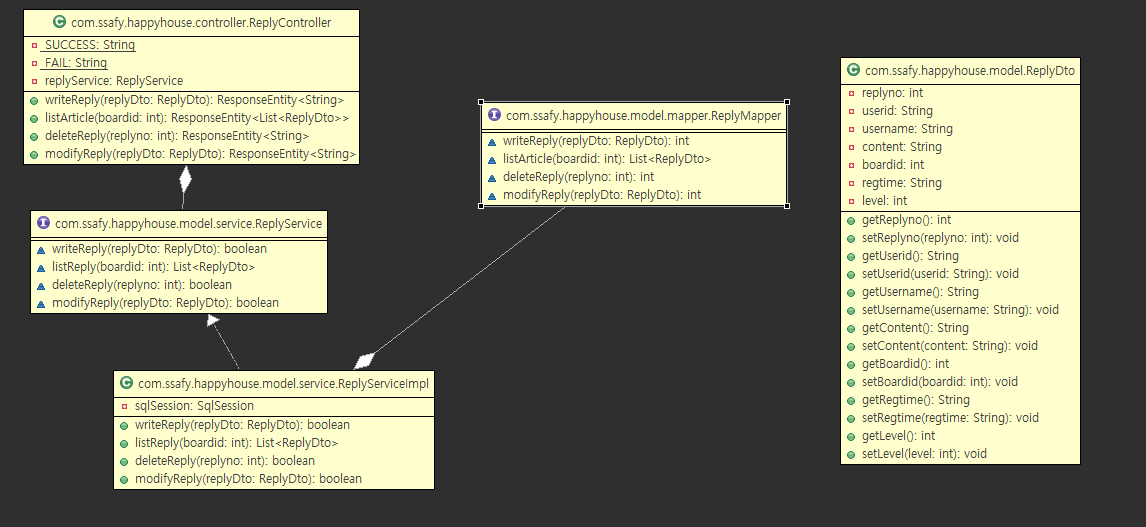 com.ssafy.happyhouse.controller.ReplyController
SUCCESS: String
FAIL: String
replyService: ReplyService
writeReply(replyDto: ReplyDto): ResponseEntity<String>
listArticle(boardid: int): ResponseEntity<List<ReplyDto>>
deleteReply(replyno: int): ResponseEntity<String>
modifyReply(replyDto: ReplyDto): ResponseEntity<String>
com.ssafy.happyhouse.model.service.ReplyService
writeReply(replyDto: ReplyDto): boolean
listReply(boardid: int): List<ReplyDto>
deleteReply(replyno: int): boolean
modifyReply(replyDto: ReplyDto): boolean
com.ssafy.happyhouse.model.service.ReplyServiceImpl
sqlSession: SqlSession
writeReply(replyDto: ReplyDto): boolean
listReply(boardid: int): List<ReplyDto>
deleteReply(replyno: int): boolean
modifyReply(replyDto: ReplyDto): boolean
com.ssafy.happyhouse.model.mapper.ReplyMapper
writeReply(replyDto: ReplyDto): int
listArticle(boardid: int): List<ReplyDto>
deleteReply(replyno: int): int
modifyReply(replyDto: ReplyDto): int
com.ssafy.happyhouse.model.ReplyDto
replyno: int
userid: String
username: String
content: String
boardid: int
regtime: String
level: int
getReplyno(): int
setReplyno(replyno: int): void
getUserid(): String
setUserid(userid: String): void
getUsername(): String
setUsername(username: String): void
getContent(): String
setContent(content: String): void
getBoardid(): int
setBoardid(boardid: int): void
getRegtime(): String
setRegtime(regtime: String): void
getLevel(): int
setLevel(level: int): void